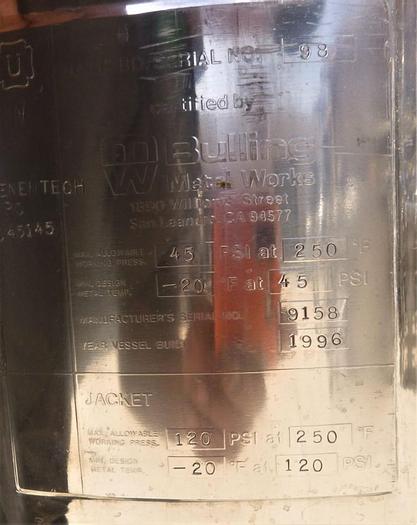 U
SERIAL NO. 98
certified by
W Bulling
Metal Works
San Leandro, CA 94577
ENENTECH
45145
MAX. ALLOWABLE
WORKING PRESS. 45 PSI at 250 °F
MIN. DESIGN
METAL TEMP. -20 °F at 45 PSI
MANUFACTURER'S SERIAL NO. 9158
YEAR VESSEL BUILT 1996
JACKET
MAX. ALLOWABLE
WORKING PRESS. 120 PSI at 250 °F
MIN. DESIGN
METAL TEMP. -20 °F at 120 PSI